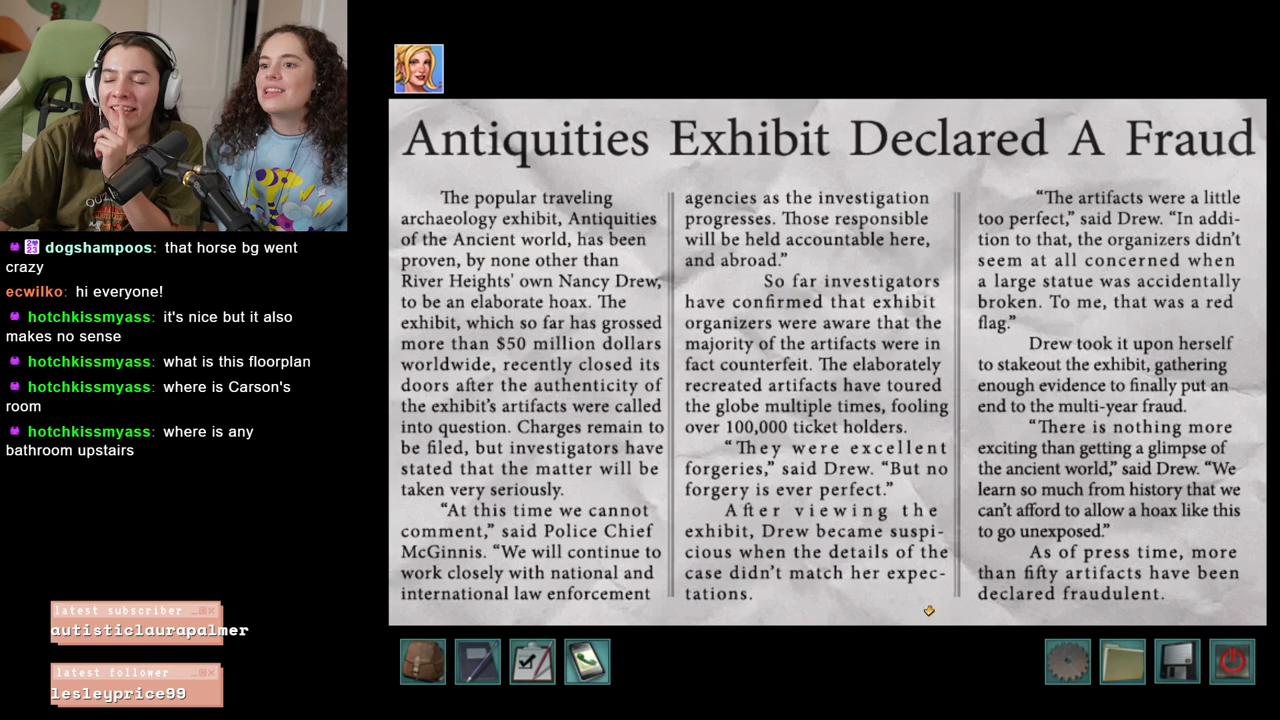 Antiquities Exhibit Declared A Fraud
The popular traveling
archaeology exhibit, Antiquities
of the Ancient world, has been
proven, by none other than
River Heights' own Nancy Drew,
to be an elaborate hoax. The
exhibit, which so far has grossed
more than $50 million dollars
worldwide, recently closed its
doors after the authenticity of
the exhibit's artifacts were called
into question. Charges remain to
be filed, but investigators have
stated that the matter will be
taken very seriously.
"At this time we cannot
comment," said Police Chief
McGinnis. "We will continue to
work closely with national and
international law enforcement
agencies as the investigation
progresses. Those responsible
will be held accountable here,
and abroad."
So far investigators
have confirmed that exhibit
organizers were aware that the
majority of the artifacts were in
fact counterfeit. The elaborately
recreated artifacts have toured
the globe multiple times, fooling
over 100,000 ticket holders.
"They were excellent
forgeries," said Drew. "But no
forgery is ever perfect."
After viewing the
exhibit, Drew became suspi-
cious when the details of the
case didn't match her expec-
tations.
"The artifacts were a little
too perfect," said Drew. "In addi-
tion to that, the organizers didn't
seem at all concerned when
a large statue was accidentally
broken. To me, that was a red
flag."
Drew took it upon herself
to stakeout the exhibit, gathering
enough evidence to finally put an
end to the multi-year fraud.
"There is nothing more
exciting than getting a glimpse of
the ancient world," said Drew. "We
learn so much from history that we
can't afford to allow a hoax like this
to go unexposed."
As of press time, more
than fifty artifacts have been
declared fraudulent.
dogshampoos: that horse bg went
crazy
ecwilko: hi everyone!
hotchkissmyass: it's nice but it also
makes no sense
hotchkissmyass: what is this floorplan
hotchkissmyass: where is Carson's
room
hotchkissmyass: where is any
bathroom upstairs
latest subscriber
autisticlaurapalmer
latest follower
lesleyprice99